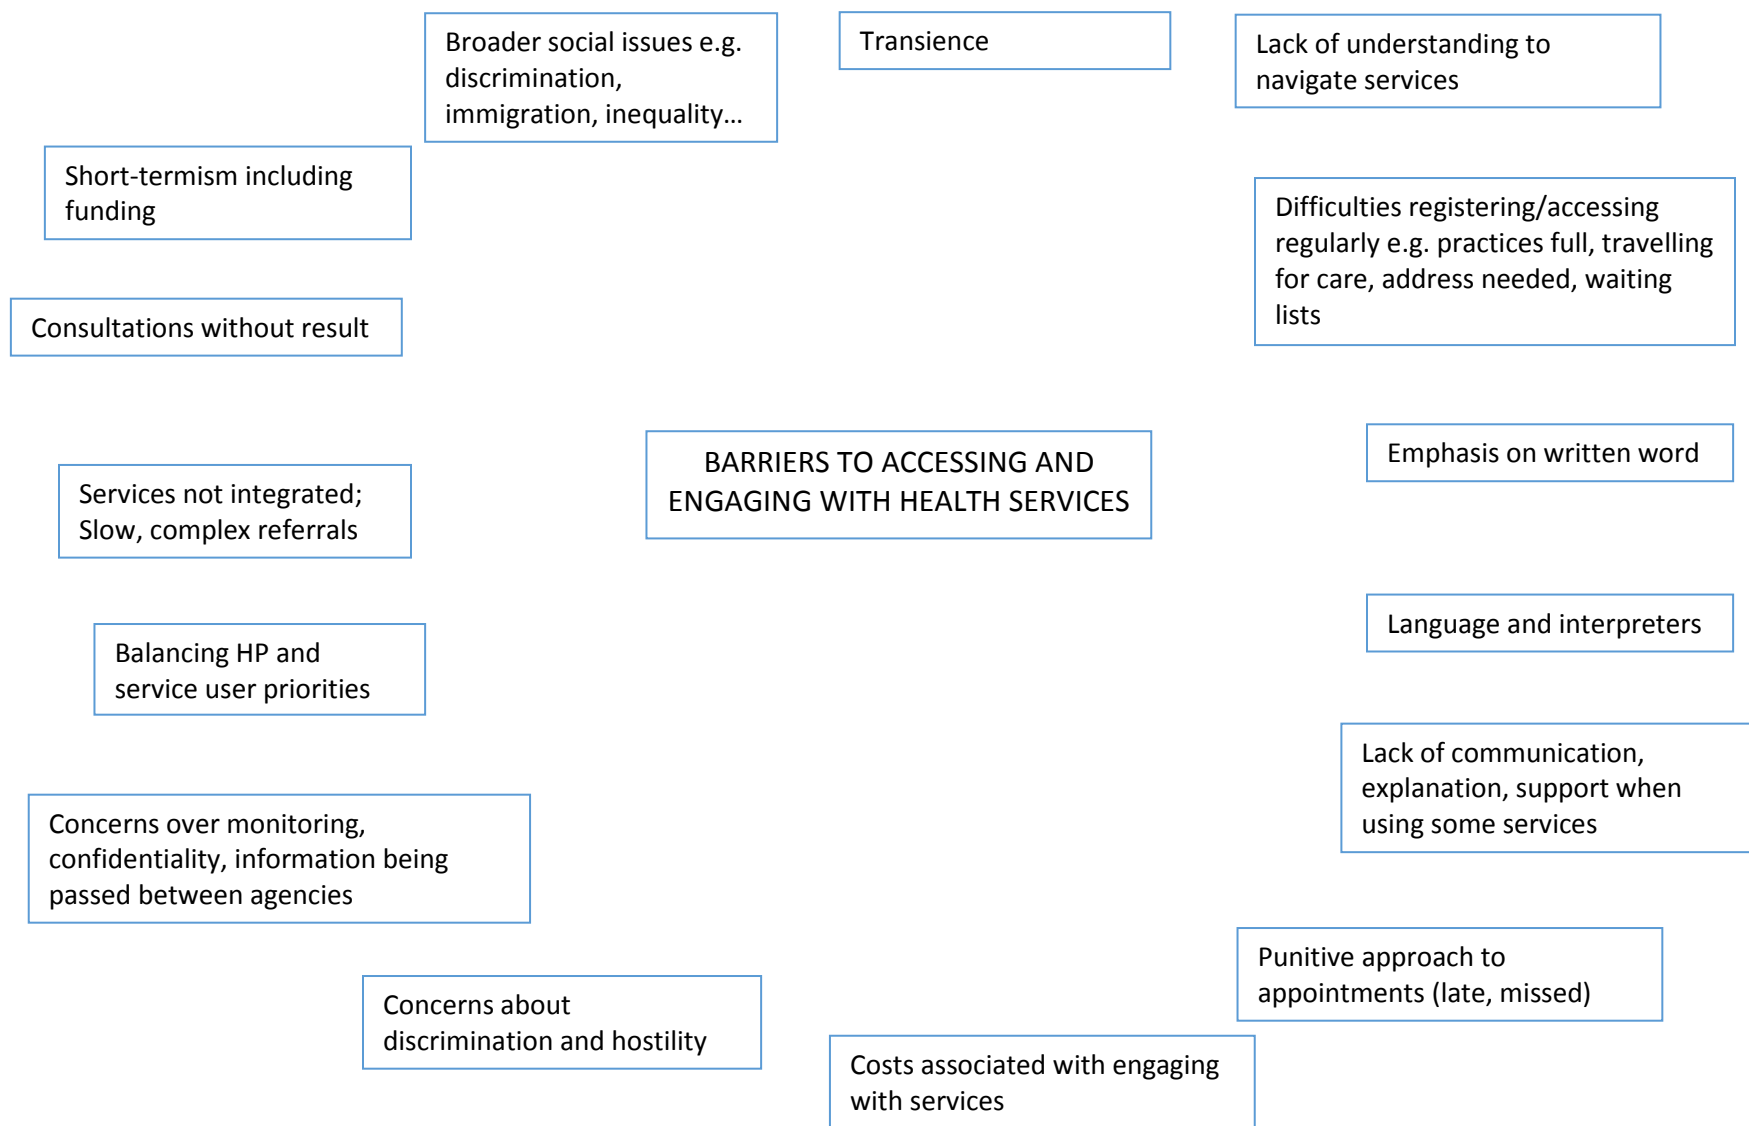 Broader social issues e.g.
discrimination,
immigration, inequality…
Transience
Lack of understanding to
navigate services
Short-termism including
funding
Difficulties registering/accessing
regularly e.g. practices full, travelling
for care, address needed, waiting
lists
Consultations without result
BARRIERS TO ACCESSING AND
ENGAGING WITH HEALTH SERVICES
Emphasis on written word
Services not integrated;
Slow, complex referrals
Language and interpreters
Balancing HP and
service user priorities
Lack of communication,
explanation, support when
using some services
Concerns over monitoring,
confidentiality, information being
passed between agencies
Punitive approach to
appointments (late, missed)
Concerns about
discrimination and hostility
Costs associated with engaging
with services